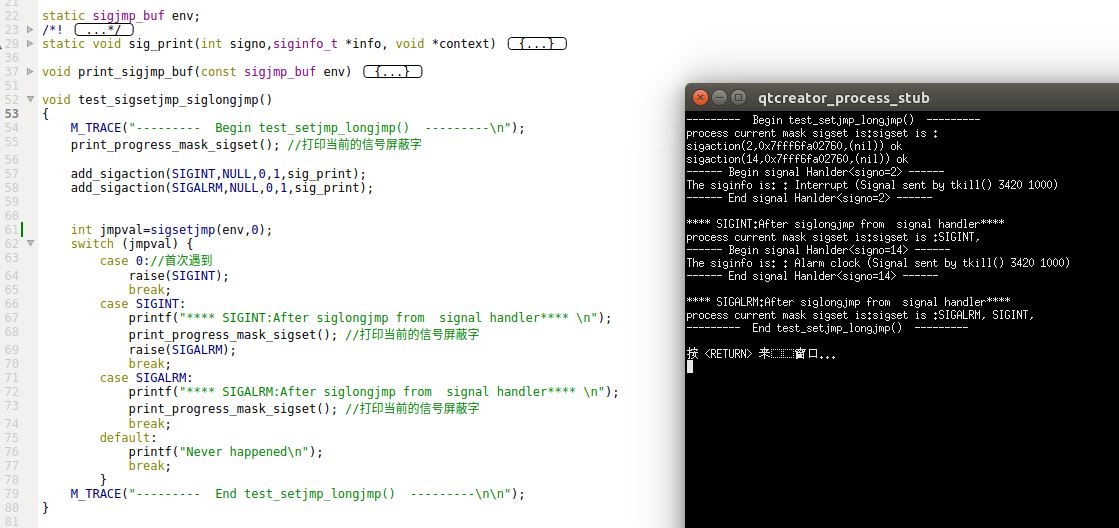 21
22 static sigjmp_buf env;
23 /*! ...*/
29 static void sig_print(int signo,siginfo_t *info, void *context) {...}
36
37 void print_sigjmp_buf(const sigjmp_buf env) {...}
51
52 void test_sigsetjmp_siglongjmp()
53 {
54 M_TRACE("--------- Begin test_setjmp_longjmp() ---------\n");
55 print_progress_mask_sigset(); //打印当前的信号屏蔽字
56
57 add_sigaction(SIGINT,NULL,0,1,sig_print);
58 add_sigaction(SIGALRM,NULL,0,1,sig_print);
59
60
61 int jmpval=sigsetjmp(env,0);
62 switch (jmpval) {
63 case 0://首次遇到
64 raise(SIGINT);
65 break;
66 case SIGINT:
67 printf("**** SIGINT:After siglongjmp from  signal handler**** \n");
68 print_progress_mask_sigset(); //打印当前的信号屏蔽字
69 raise(SIGALRM);
70 break;
71 case SIGALRM:
72 printf("**** SIGALRM:After siglongjmp from  signal handler**** \n");
73 print_progress_mask_sigset(); //打印当前的信号屏蔽字
74 break;
75 default:
76 printf("Never happened\n");
77 break;
78 }
79 M_TRACE("--------- End test_setjmp_longjmp() ---------\n\n");
80 }
81
qtcreator_process_stub
--------- Begin test_setjmp_longjmp() ---------
process current mask sigset is:sigset is :
sigaction(2,0x7fff6fa02760,(nil)) ok
sigaction(14,0x7fff6fa02760,(nil)) ok
------ Begin signal Hanlder<signo=2> ------
The siginfo is: : Interrupt (Signal sent by tkill() 3420 1000)
------ End signal Hanlder<signo=2> ------
**** SIGINT:After siglongjmp from  signal handler****
process current mask sigset is:sigset is :SIGINT,
------ Begin signal Hanlder<signo=14> ------
The siginfo is: : Alarm clock (Signal sent by tkill() 3420 1000)
------ End signal Hanlder<signo=14> ------
**** SIGALRM:After siglongjmp from  signal handler****
process current mask sigset is:sigset is :SIGALRM, SIGINT,
--------- End test_setjmp_longjmp() ---------
按 <RETURN> 来窗口...